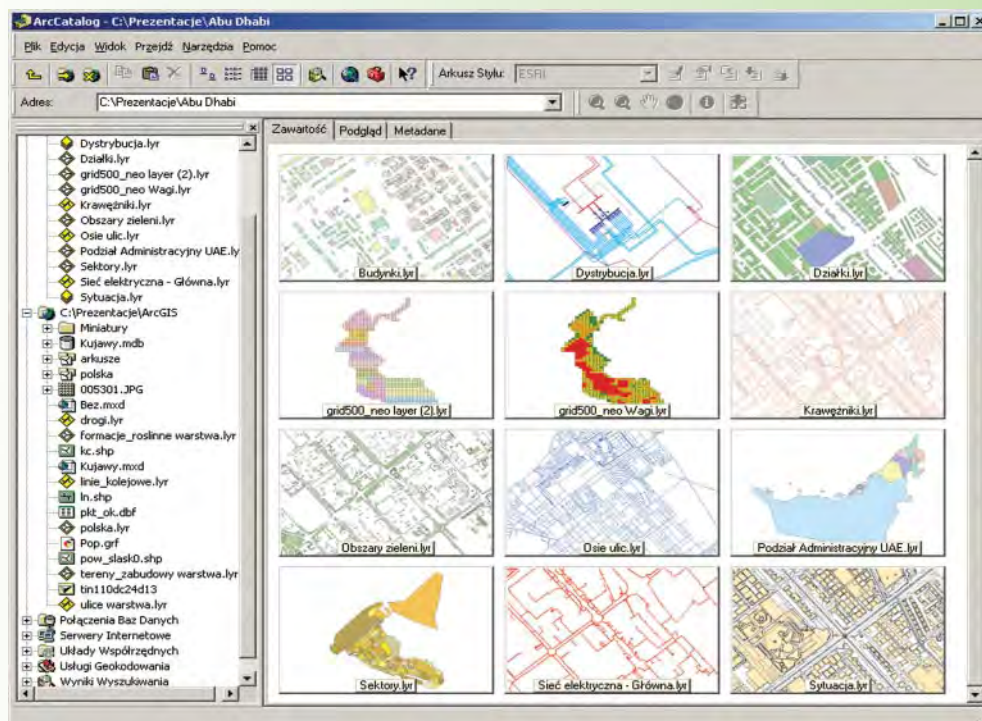 ArcCatalog - C:\Prezentacje\Abu Dhabi
Plik Edycja Widok Przejdź Narzędzia Pomoc
Arkusz Stylu: ESRI
Adres: C:\Prezentacje\Abu Dhabi
Dystrybucja.lyr
Działki.lyr
grid500_neo layer (2).lyr
grid500_neo Wagi.lyr
Krawężniki.lyr
Obszary zieleni.lyr
Osie ulic.lyr
Podział Administracyjny UAE.ly
Sektory.lyr
Sieć elektryczna - Główna.lyr
Sytuacja.lyr
C:\Prezentacje\ArcGIS
Miniatury
Kujawy.mdb
arkusze
polska
005301.JPG
Bez.mxd
drogi.lyr
formacje_roslinne warstwa.lyr
kc.shp
Kujawy.mxd
linie_kolejowe.lyr
ln.shp
pkt_ok.dbf
polska.lyr
Pop.grf
pow_slask0.shp
tereny_zabudowy warstwa.lyr
tin110dc24d13
ulice warstwa.lyr
Połączenia Baz Danych
Serwery Internetowe
Układy Współrzędnych
Usługi Geokodowania
Wyniki Wyszukiwania
Zawartość Podgląd Metadane
Budynki.lyr
Dystrybucja.lyr
Działki.lyr
grid500_neo layer (2).lyr
grid500_neo Wagi.lyr
Krawężniki.lyr
Obszary zieleni.lyr
Osie ulic.lyr
Podział Administracyjny UAE.lyr
Sektory.lyr
Sieć elektryczna - Główna.lyr
Sytuacja.lyr